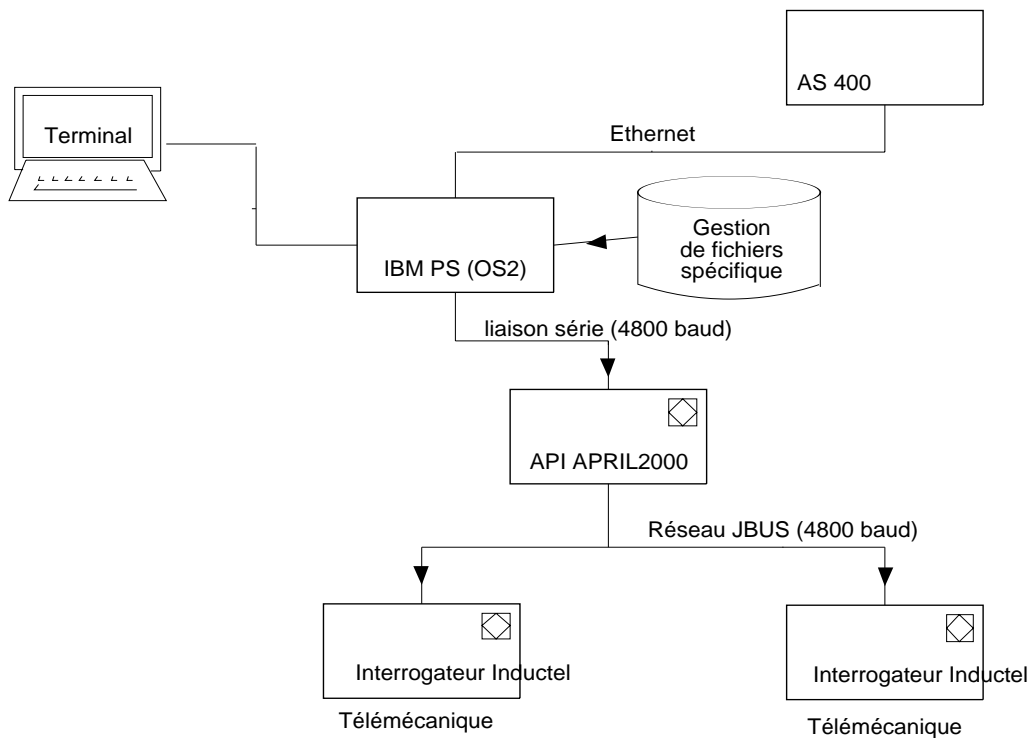 AS 400
Ethernet
Terminal
Gestion
de fichiers
spécifique
IBM PS (OS2)
liaison série (4800 baud)
API APRIL2000
Réseau JBUS (4800 baud)
Interrogateur Inductel
Interrogateur Inductel
Télémécanique
Télémécanique